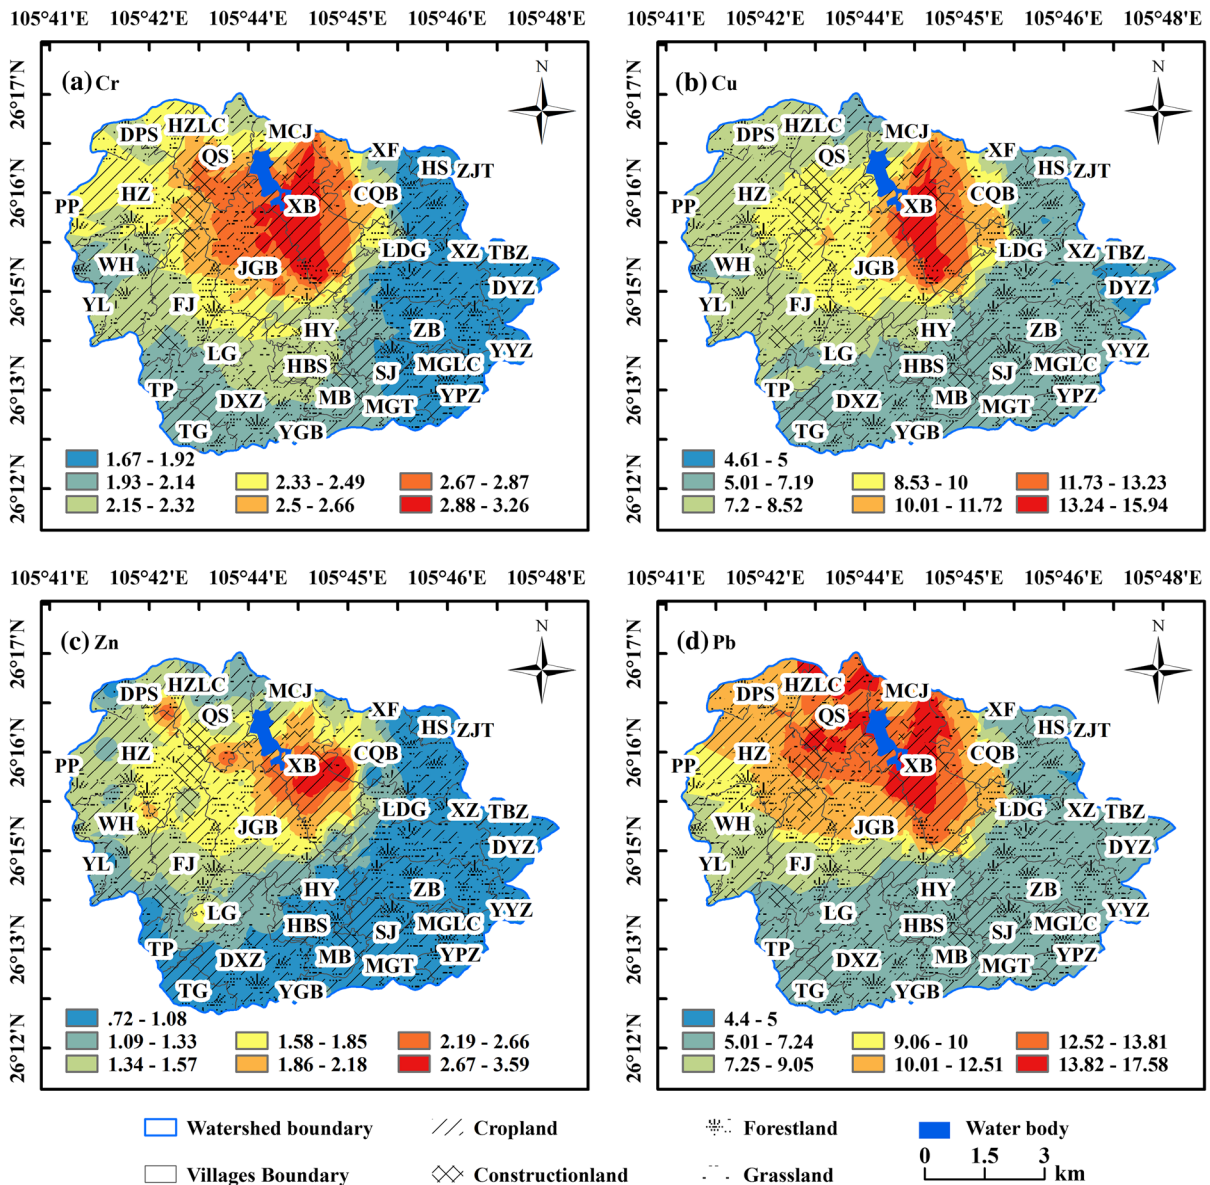 105°41'E 105°42'E 105°44'E 105°45'E 105°46'E 105°48'E
105°41'E 105°42'E 105°44'E 105°45'E 105°46'E 105°48'E
(a) Cr
N
26°17'N
26°16'N
26°15'N
26°13'N
26°12'N
DPS HZLC MCJ
QS XF
HS ZJT
HZ CQB
PP XB
WH JGB LDG XZ TBZ
YL FJ DYZ
HY ZB
LG HBS YYZ
SJ MGLC
TP DXZ MB MGT YPZ
TG YGB
1.67 - 1.92
1.93 - 2.14 2.33 - 2.49 2.67 - 2.87
2.15 - 2.32 2.5 - 2.66 2.88 - 3.26
(b) Cu
N
26°17'N
26°16'N
26°15'N
26°13'N
26°12'N
DPS HZLC MCJ
QS XF
HS ZJT
HZ CQB
PP XB
WH JGB LDG XZ TBZ
YL FJ DYZ
HY ZB
LG HBS YYZ
SJ MGLC
TP DXZ MB MGT YPZ
TG YGB
4.61 - 5
5.01 - 7.19 8.53 - 10 11.73 - 13.23
7.2 - 8.52 10.01 - 11.72 13.24 - 15.94
105°41'E 105°42'E 105°44'E 105°45'E 105°46'E 105°48'E
105°41'E 105°42'E 105°44'E 105°45'E 105°46'E 105°48'E
(c) Zn
N
26°17'N
26°16'N
26°15'N
26°13'N
26°12'N
DPS HZLC MCJ
QS XF
HS ZJT
HZ CQB
PP XB
WH JGB LDG XZ TBZ
YL FJ DYZ
HY ZB
LG HBS YYZ
SJ MGLC
TP DXZ MB MGT YPZ
TG YGB
.72 - 1.08
1.09 - 1.33 1.58 - 1.85 2.19 - 2.66
1.34 - 1.57 1.86 - 2.18 2.67 - 3.59
(d) Pb
N
26°17'N
26°16'N
26°15'N
26°13'N
26°12'N
DPS HZLC MCJ
QS XF
HS ZJT
HZ CQB
PP XB
WH JGB LDG XZ TBZ
YL FJ DYZ
HY ZB
LG HBS YYZ
SJ MGLC
TP DXZ MB MGT YPZ
TG YGB
4.4 - 5
5.01 - 7.24 9.06 - 10 12.52 - 13.81
7.25 - 9.05 10.01 - 12.51 13.82 - 17.58
Watershed boundary Cropland Forestland Water body
Villages Boundary Constructionland Grassland
0 1.5 3
km